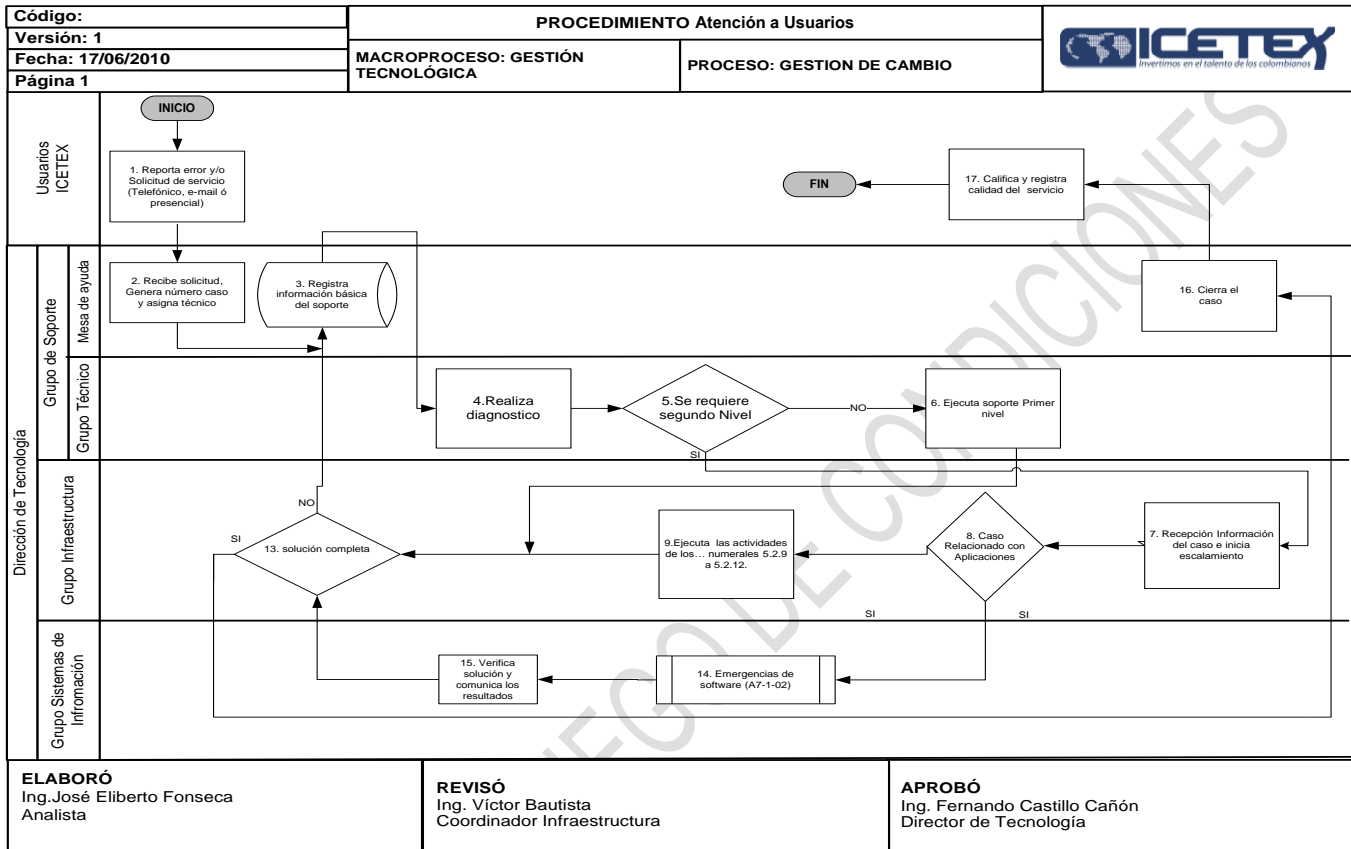 Código:
Versión: 1
Fecha: 17/06/2010
Página 1
PROCEDIMIENTO Atención a Usuarios
MACROPROCESO: GESTIÓN
TECNOLÓGICA
PROCESO: GESTION DE CAMBIO
ICETEX
Invertimos en el talento de los colombianos
Usuarios
ICETEX
INICIO
1. Reporta error y/o
Solicitud de servicio
(Telefónico, e-mail ó
presencial)
FIN
17. Califica y registra
calidad del servicio
Dirección de Tecnología
Grupo de Soporte
Mesa de ayuda
2. Recibe solicitud,
Genera número caso
y asigna técnico
3. Registra
información básica
del soporte
16. Cierra el
caso
Grupo Técnico
4.Realiza
diagnostico
5.Se requiere
segundo Nivel
NO
SI
6. Ejecuta soporte Primer
nivel
Grupo Infraestructura
NO
SI
13. solución completa
9.Ejecuta las actividades
de los... numerales 5.2.9
a 5.2.12.
8. Caso
Relacionado con
Aplicaciones
7. Recepción Información
del caso e inicia
escalamiento
SI
SI
Grupo Sistemas de
Infromación
15. Verifica
solución y
comunica los
resultados
14. Emergencias de
software (A7-1-02)
IEGO DE CONDICIONES
ELABORÓ
Ing.José Eliberto Fonseca
Analista
REVISÓ
Ing. Víctor Bautista
Coordinador Infraestructura
APROBÓ
Ing. Fernando Castillo Cañón
Director de Tecnología